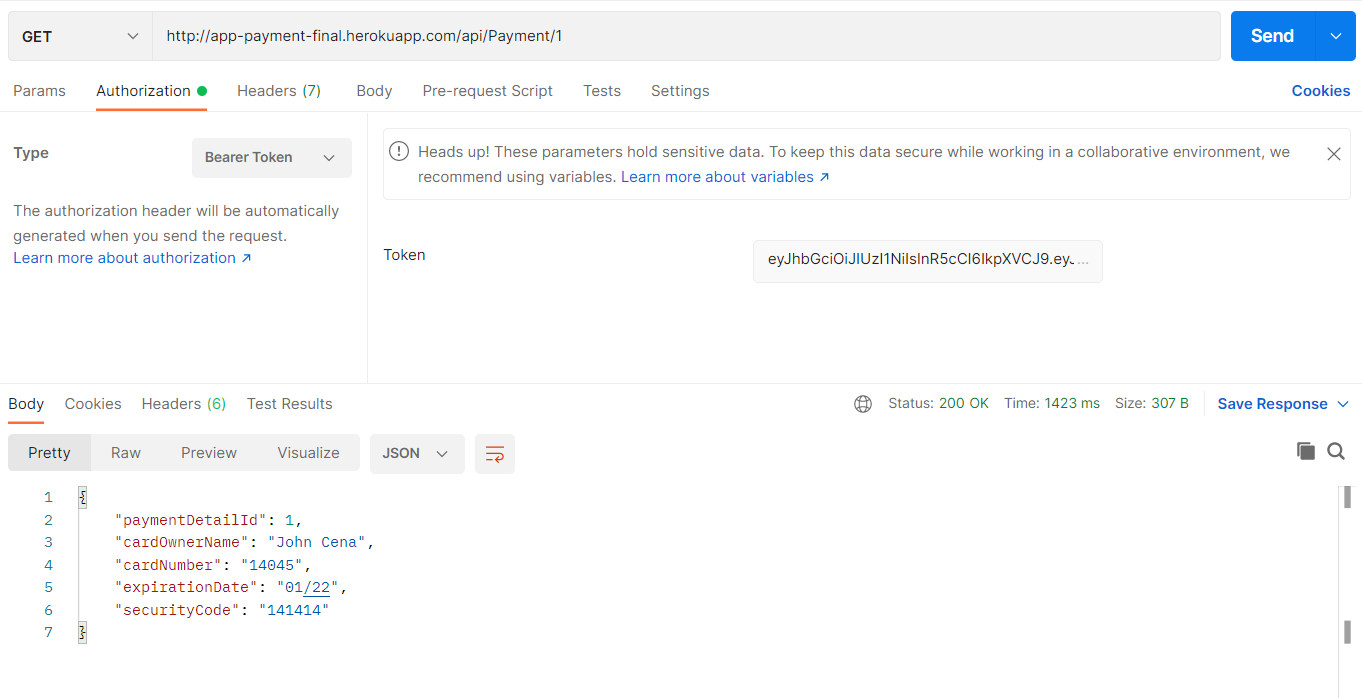 GET http://app-payment-final.herokuapp.com/api/Payment/1 Send
Params Authorization Headers (7) Body Pre-request Script Tests Settings Cookies
Type Bearer Token
The authorization header will be automatically
generated when you send the request.
Learn more about authorization ↗
Heads up! These parameters hold sensitive data. To keep this data secure while working in a collaborative environment, we
recommend using variables. Learn more about variables ↗
Token eyJhbGciOiJIUzI1NiIsInR5cCI6IkpXVCJ9.eyJ...
Body Cookies Headers (6) Test Results Status: 200 OK Time: 1423 ms Size: 307 B Save Response
Pretty Raw Preview Visualize JSON
1 {
2 "paymentDetailId": 1,
3 "cardOwnerName": "John Cena",
4 "cardNumber": "14045",
5 "expirationDate": "01/22",
6 "securityCode": "141414"
7 }